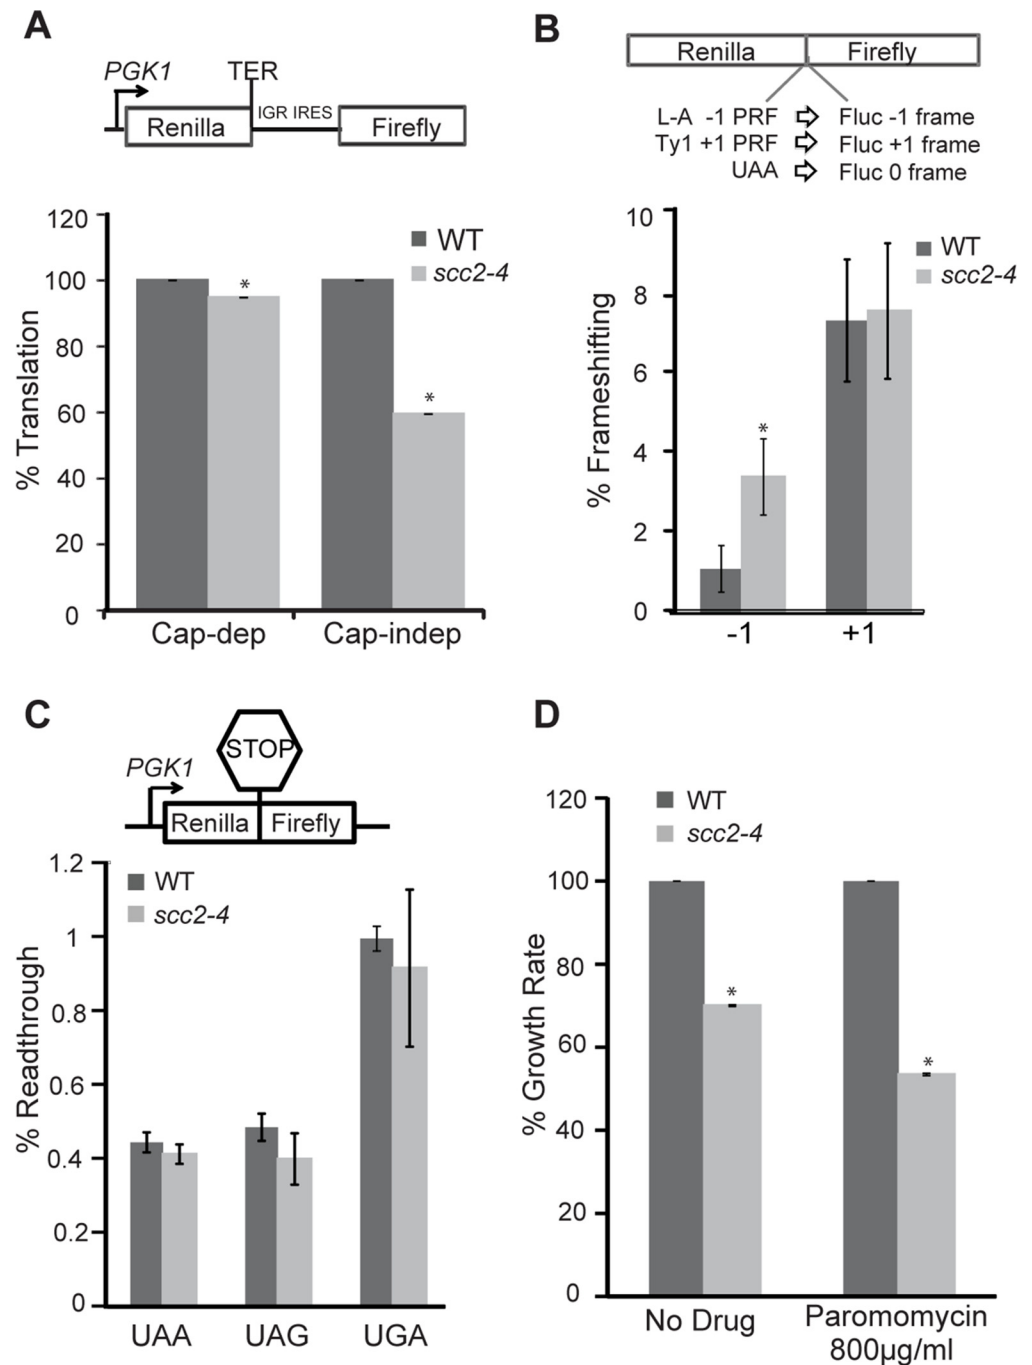 A
PGK1
TER
IGR IRES
Renilla
Firefly
120
100
80
60
40
20
0
% Translation
WT
scc2-4
*
*
Cap-dep
Cap-indep
B
Renilla
Firefly
L-A -1 PRF
Fluc -1 frame
Ty1 +1 PRF
Fluc +1 frame
UAA
Fluc 0 frame
10
8
6
4
2
0
% Frameshifting
WT
scc2-4
*
-1
+1
C
STOP
PGK1
Renilla
Firefly
1.2
1
0.8
0.6
0.4
0.2
0
% Readthrough
WT
scc2-4
UAA
UAG
UGA
D
120
100
80
60
40
20
0
% Growth Rate
WT
scc2-4
*
*
No Drug
Paromomycin
800µg/ml